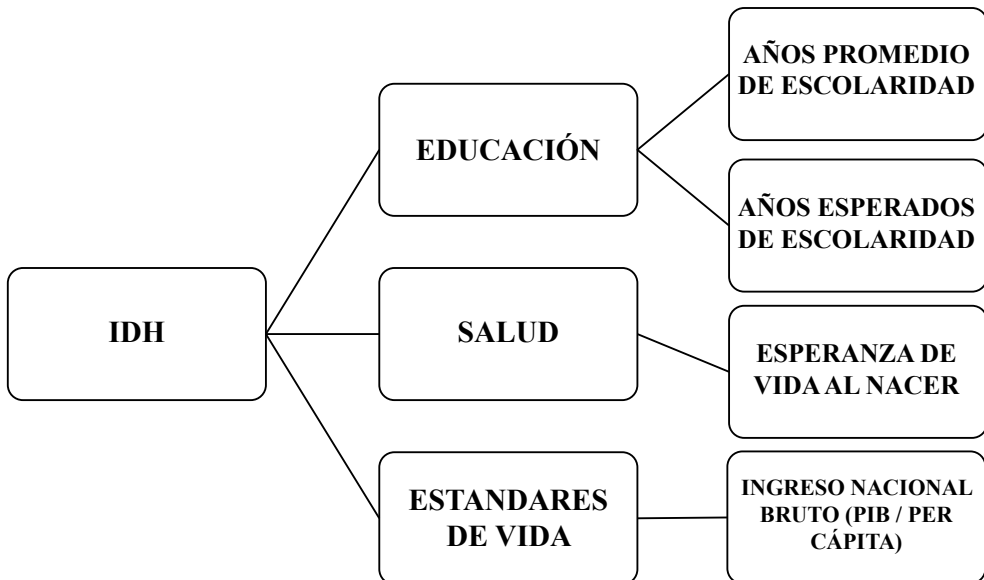 IDH
EDUCACIÓN
AÑOS PROMEDIO
DE ESCOLARIDAD
AÑOS ESPERADOS
DE ESCOLARIDAD
SALUD
ESPERANZA DE
VIDA AL NACER
ESTANDARES
DE VIDA
INGRESO NACIONAL
BRUTO (PIB / PER
CÁPITA)